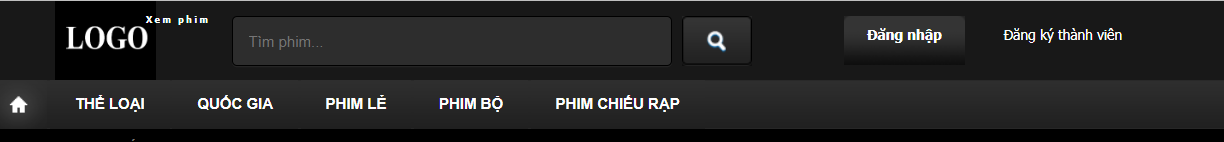 Xem phim
LOGO
Tìm phim...
Đăng nhập
Đăng ký thành viên
THỂ LOẠI
QUỐC GIA
PHIM LẺ
PHIM BỘ
PHIM CHIẾU RẠP